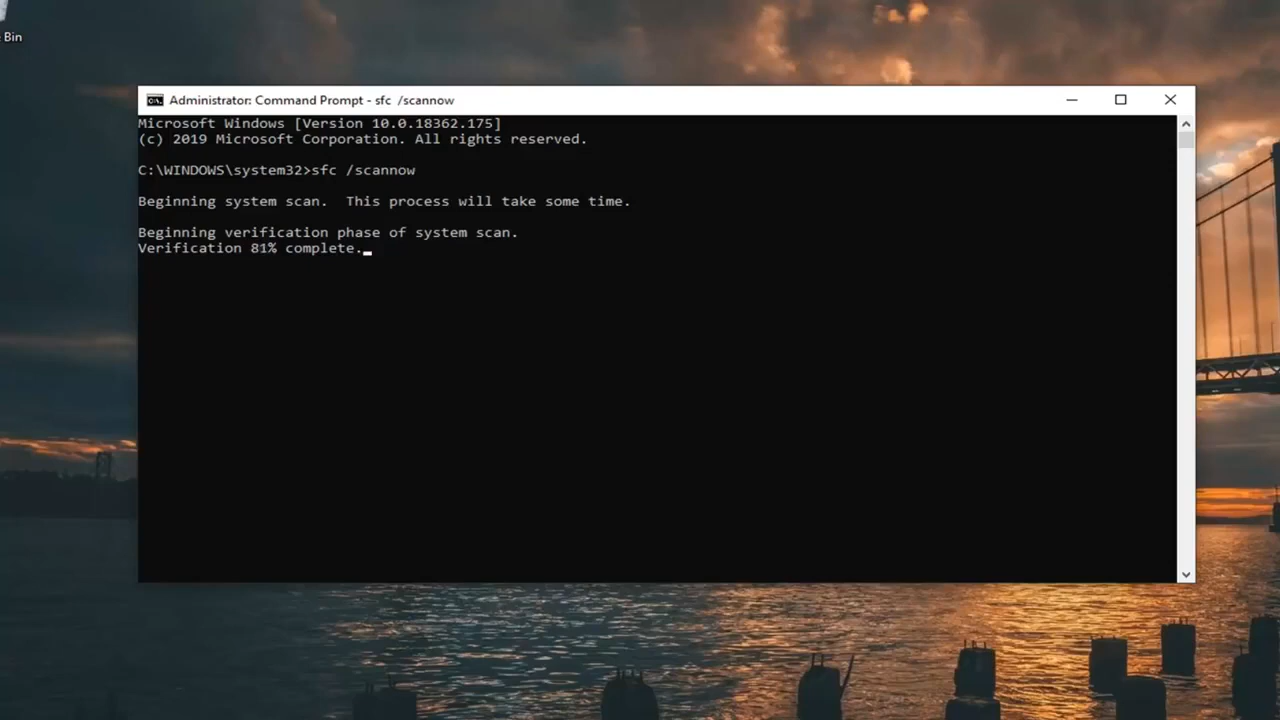 Bin
Administrator: Command Prompt - sfc  /scannow
Microsoft Windows [Version 10.0.18362.175]
(c) 2019 Microsoft Corporation. All rights reserved.
C:\WINDOWS\system32>sfc /scannow
Beginning system scan.  This process will take some time.
Beginning verification phase of system scan.
Verification 81% complete.